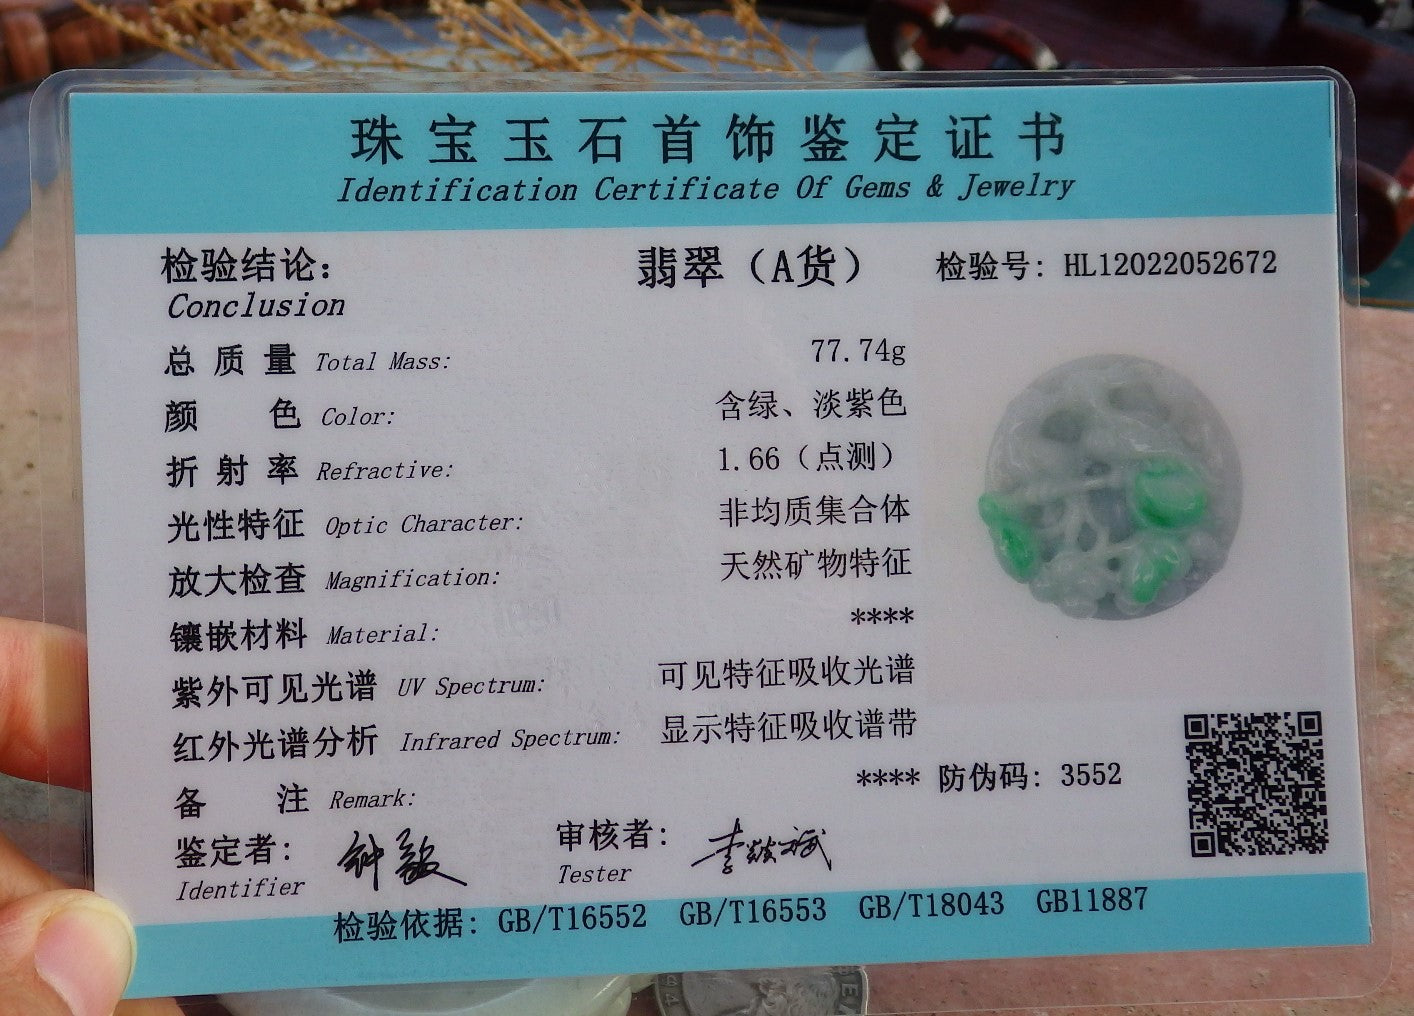 珠宝玉石首饰鉴定证书
Identification Certificate Of Gems & Jewelry
检验结论: 翡翠（A货） 检验号: HL12022052672
Conclusion
总质量 Total Mass: 77.74g
颜色 Color: 含绿、淡紫色
折射率 Refractive: 1.66（点测）
光性特征 Optic Character: 非均质集合体
放大检查 Magnification: 天然矿物特征
镶嵌材料 Material: ****
紫外可见光谱 UV Spectrum: 可见特征吸收光谱
红外光谱分析 Infrared Spectrum: 显示特征吸收谱带
备注 Remark: **** 防伪码: 3552
鉴定者: 钟敏 审核者:
Identifier Tester
检验依据: GB/T16552 GB/T16553 GB/T18043 GB11887